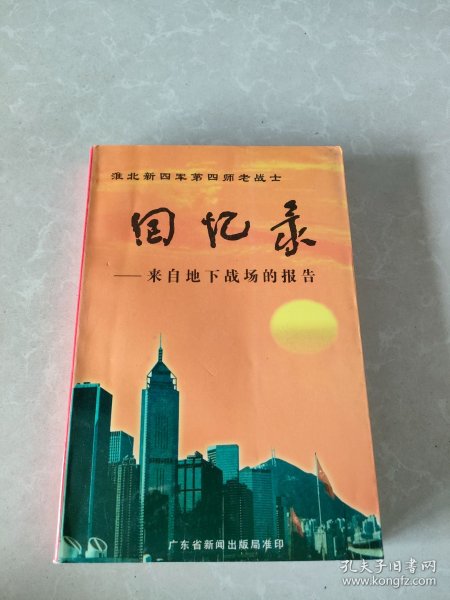 淮北新四军第四师老战士
回忆录
——来自地下战场的报告
广东省新闻出版局准印
孔夫子旧书网
www.kongfz.com